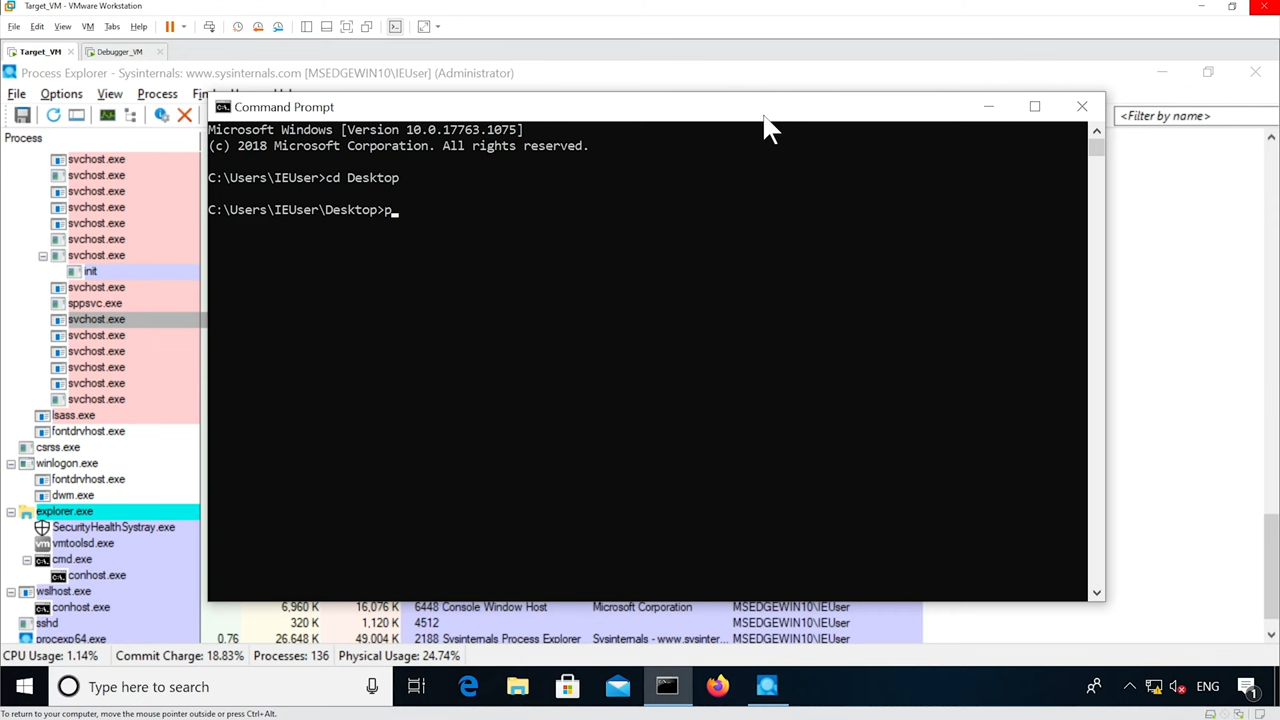 Target_VM - VMware Workstation
File Edit View VM Tabs Help
Target_VM Debugger_VM
Process Explorer - Sysinternals: www.sysinternals.com [MSEDGEWIN10\IEUser] (Administrator)
File Options View Process
<Filter by name>
Process
Command Prompt
Microsoft Windows [Version 10.0.17763.1075]
(c) 2018 Microsoft Corporation. All rights reserved.
C:\Users\IEUser>cd Desktop
C:\Users\IEUser\Desktop>p_
svchost.exe
svchost.exe
svchost.exe
svchost.exe
svchost.exe
svchost.exe
svchost.exe
init
svchost.exe
sppsvc.exe
svchost.exe
svchost.exe
svchost.exe
svchost.exe
svchost.exe
svchost.exe
lsass.exe
fontdrvhost.exe
csrss.exe
winlogon.exe
fontdrvhost.exe
dwm.exe
explorer.exe
SecurityHealthSystray.exe
vmtoolsd.exe
cmd.exe
conhost.exe
wslhost.exe
conhost.exe 6,960 K 16,076 K 6448 Console Window Host Microsoft Corporation MSEDGEWIN10\IEUser
sshd 320 K 1,120 K 4512 MSEDGEWIN10\IEUser
procexp64.exe 0.76 26,648 K 49,004 K 2188 Sysinternals Process Explorer Sysinternals - www.sysinter... MSEDGEWIN10\IEUser
CPU Usage: 1.14% Commit Charge: 18.83% Processes: 136 Physical Usage: 24.74%
Type here to search
ENG
1
To return to your computer, move the mouse pointer outside or press Ctrl+Alt.